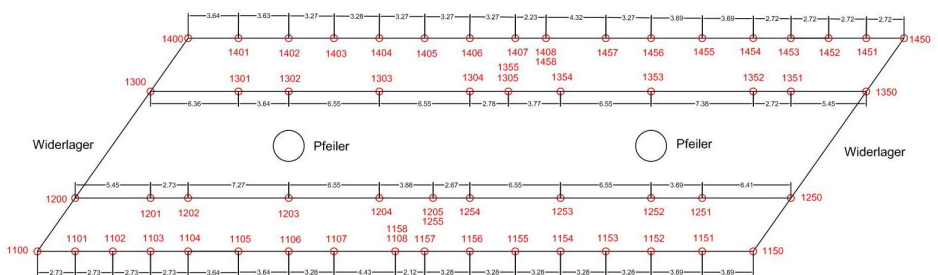 3.64 3.63 3.27 3.28 3.27 3.27 3.27 2.23 4.32 3.27 3.69 3.69 2.72 2.72 2.72
1400 1401 1402 1403 1404 1405 1406 1407 1408 1457 1456 1455 1454 1453 1452 1451 1450
1458
1355
1300 1301 1302 1303 1304 1305 1354 1353 1352 1351 1350
6.36 3.64 6.55 6.55 2.78 3.77 6.55 7.38 2.72 5.45
Widerlager Pfeiler Pfeiler Widerlager
5.45 2.73 7.27 6.55 3.88 2.67 6.55 6.55 3.69 6.41
1200 1201 1202 1203 1204 1205 1254 1253 1252 1251 1250
1255
1158
1100 1101 1102 1103 1104 1105 1106 1107 1108 1157 1156 1155 1154 1153 1152 1151 1150
2.73 2.73 2.73 2.73 3.64 3.64 3.28 4.43 2.12 3.28 3.28 3.28 3.28 3.28 3.69 3.69